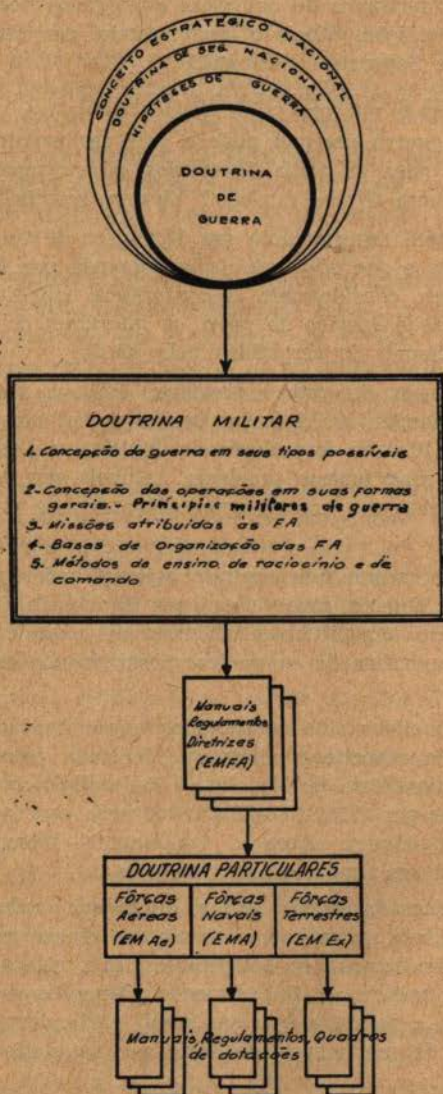 CONCEITO ESTRATÉGICO NACIONAL
DOUTRINA DE SEG. NACIONAL
HIPÓTESES DE GUERRA
DOUTRINA
DE
GUERRA
DOUTRINA MILITAR
1. Concepção da guerra em seus tipos possíveis
2. Concepção das operações em suas formas
gerais. - Princípios militares de guerra
3. Missões atribuídas às FA
4. Bases de organização das FA
5. Métodos de ensino, de raciocínio e de
comando
Manuais
Regulamentos
Diretrizes
(EMFA)
DOUTRINA PARTICULARES
Fôrças
Aéreas
(EM Ae)
Fôrças
Navais
(EMA)
Fôrças
Terrestres
(EM Ex)
Manuais, Regulamentos, Quadros
de dotações